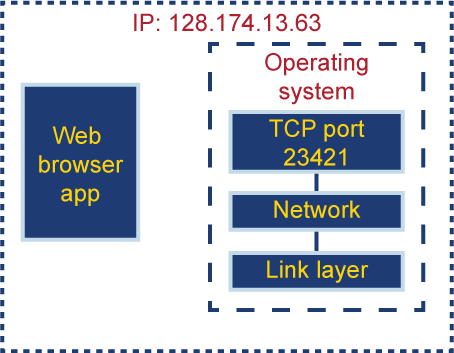 IP: 128.174.13.63
Web
browser
app
Operating
system
TCP port
23421
Network
Link layer